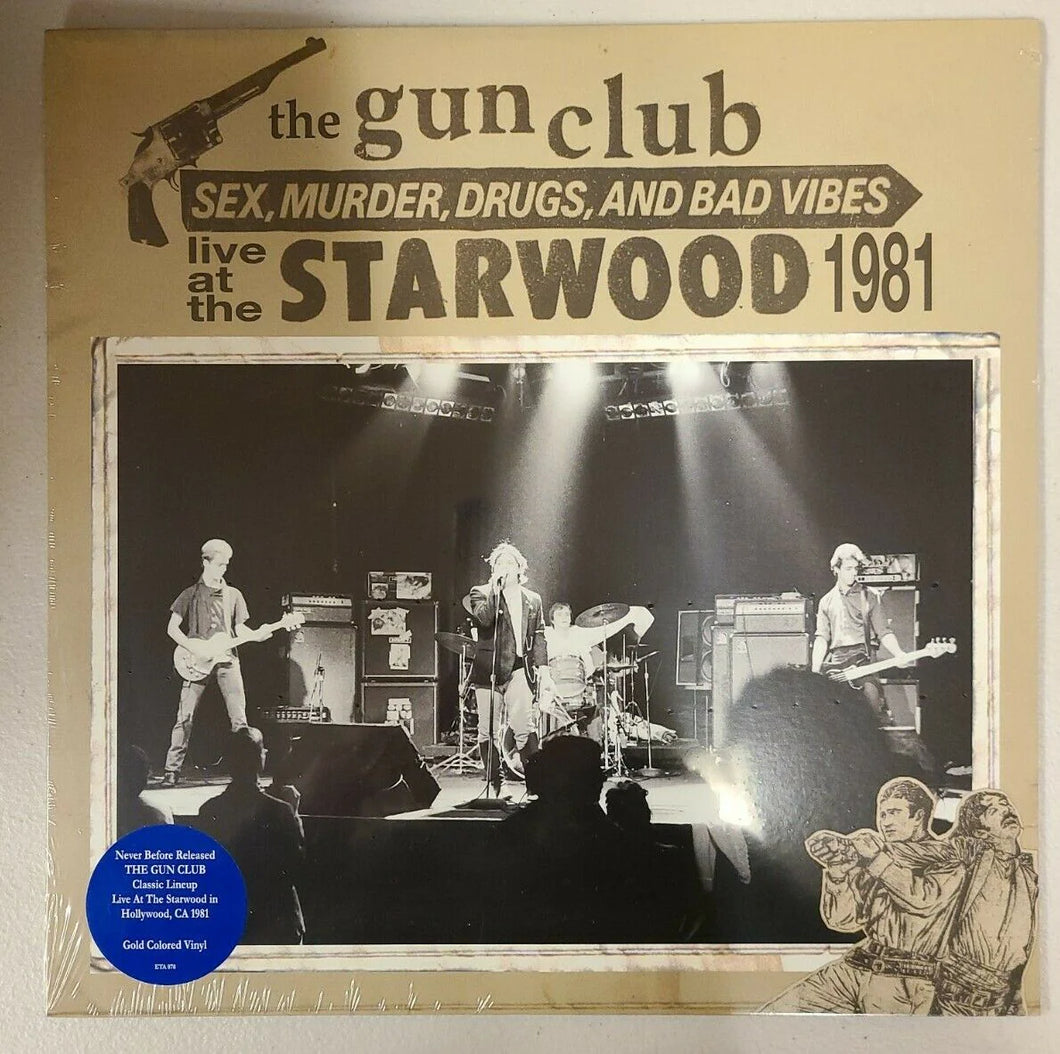 the gun club
SEX, MURDER, DRUGS, AND BAD VIBES
live
at
the
STARWOOD 1981
Never Before Released
THE GUN CLUB
Classic Lineup
Live At The Starwood in
Hollywood, CA 1981
Gold Colored Vinyl
ETA 876